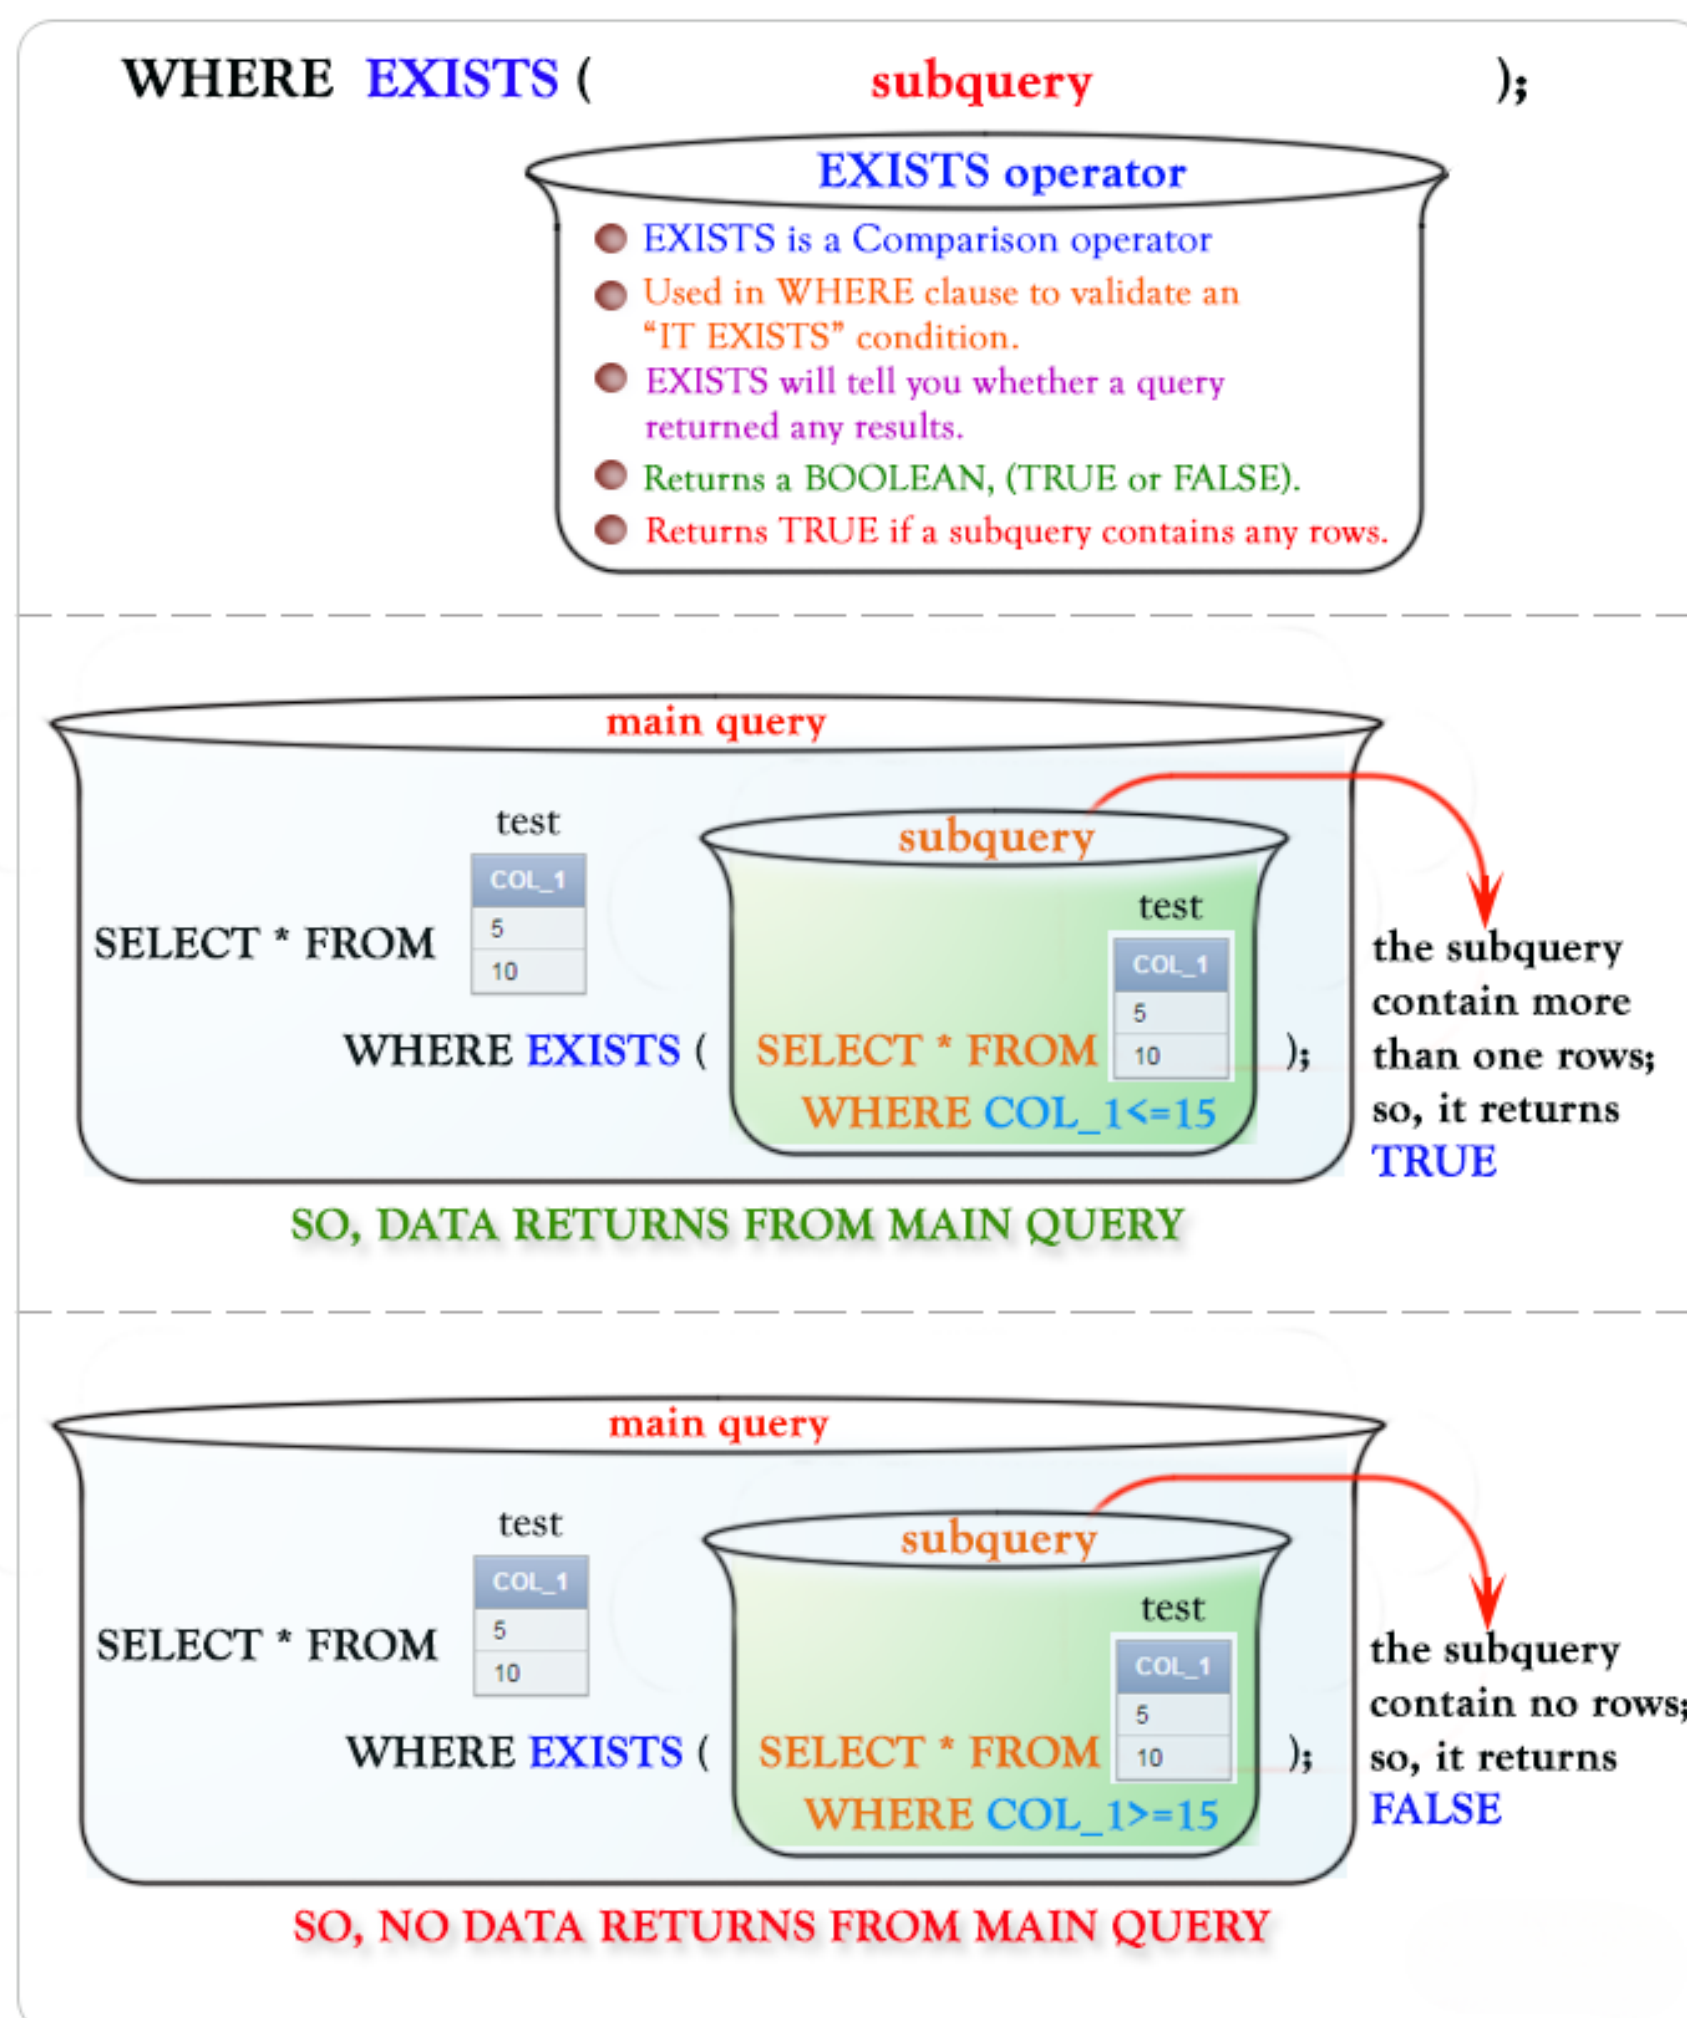 WHERE EXISTS ( subquery );
EXISTS operator
EXISTS is a Comparison operator
Used in WHERE clause to validate an
“IT EXISTS” condition.
EXISTS will tell you whether a query
returned any results.
Returns a BOOLEAN, (TRUE or FALSE).
Returns TRUE if a subquery contains any rows.
main query
test
COL_1
5
10
SELECT * FROM
WHERE EXISTS (
subquery
test
COL_1
5
10
SELECT * FROM
WHERE COL_1<=15
);
the subquery
contain more
than one rows;
so, it returns
TRUE
SO, DATA RETURNS FROM MAIN QUERY
main query
test
COL_1
5
10
SELECT * FROM
WHERE EXISTS (
subquery
test
COL_1
5
10
SELECT * FROM
WHERE COL_1>=15
);
the subquery
contain no rows;
so, it returns
FALSE
SO, NO DATA RETURNS FROM MAIN QUERY